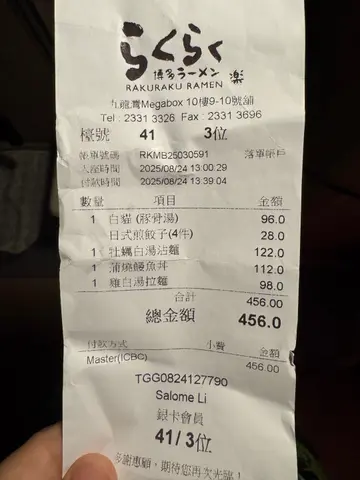 らくらく
博多ラーメン 楽
RAKURAKU RAMEN
九龍灣Megabox 10樓9-10號舖
Tel : 2331 3326 Fax : 2331 3696
檯號 41 3位
帳單號碼 RKMB25030591 落單帳戶
入座時間 2025/08/24 13:00:29
付款時間 2025/08/24 13:39:04
數量 項目 金額
1 白貓 (豚骨湯) 96.0
日式煎餃子(4件) 28.0
1 牡蠣白湯沾麵 122.0
1 蒲燒鰻魚丼 112.0
1 雞白湯拉麵 98.0
合計 456.00
總金額 456.0
付款方式 小費 金額
Master(ICBC) 456.00
TGG0824127790
Salome Li
銀卡會員
41 / 3位
多謝惠顧，期待您再次光臨！